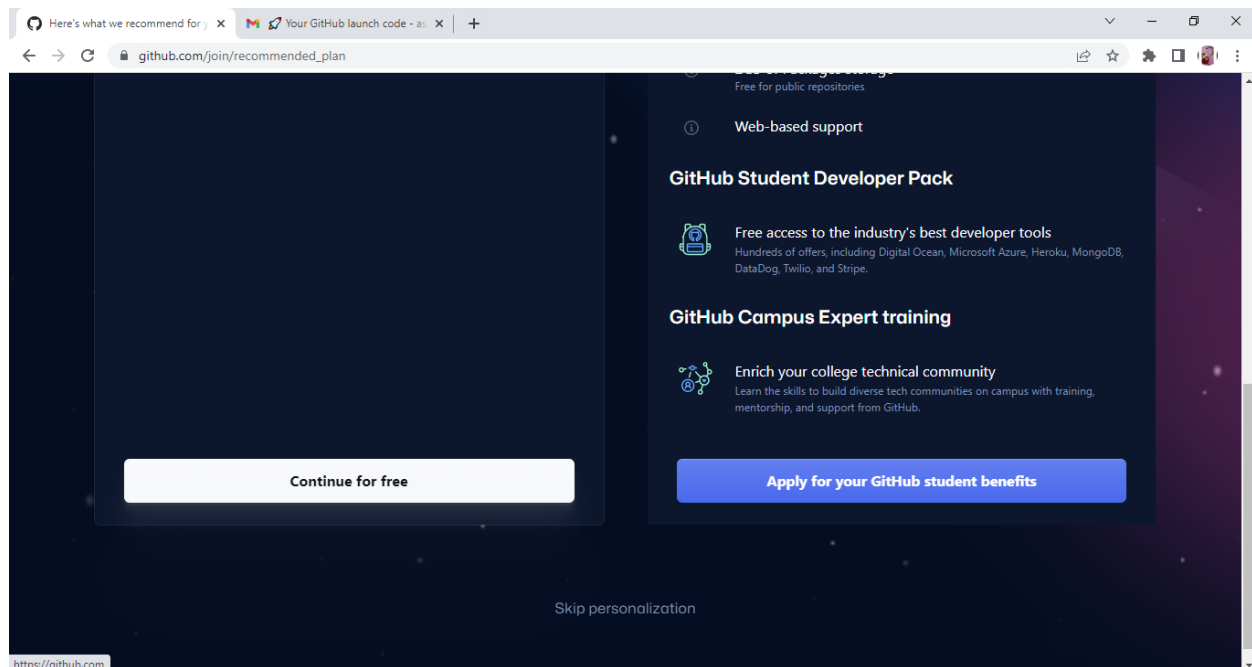 Here's what we recommend for y
Your GitHub launch code - as
github.com/join/recommended_plan
Free for public repositories
Web-based support
GitHub Student Developer Pack
Free access to the industry's best developer tools
Hundreds of offers, including Digital Ocean, Microsoft Azure, Heroku, MongoDB,
DataDog, Twilio, and Stripe.
GitHub Campus Expert training
Enrich your college technical community
Learn the skills to build diverse tech communities on campus with training,
mentorship, and support from GitHub.
Continue for free
Apply for your GitHub student benefits
Skip personalization
https://github.com